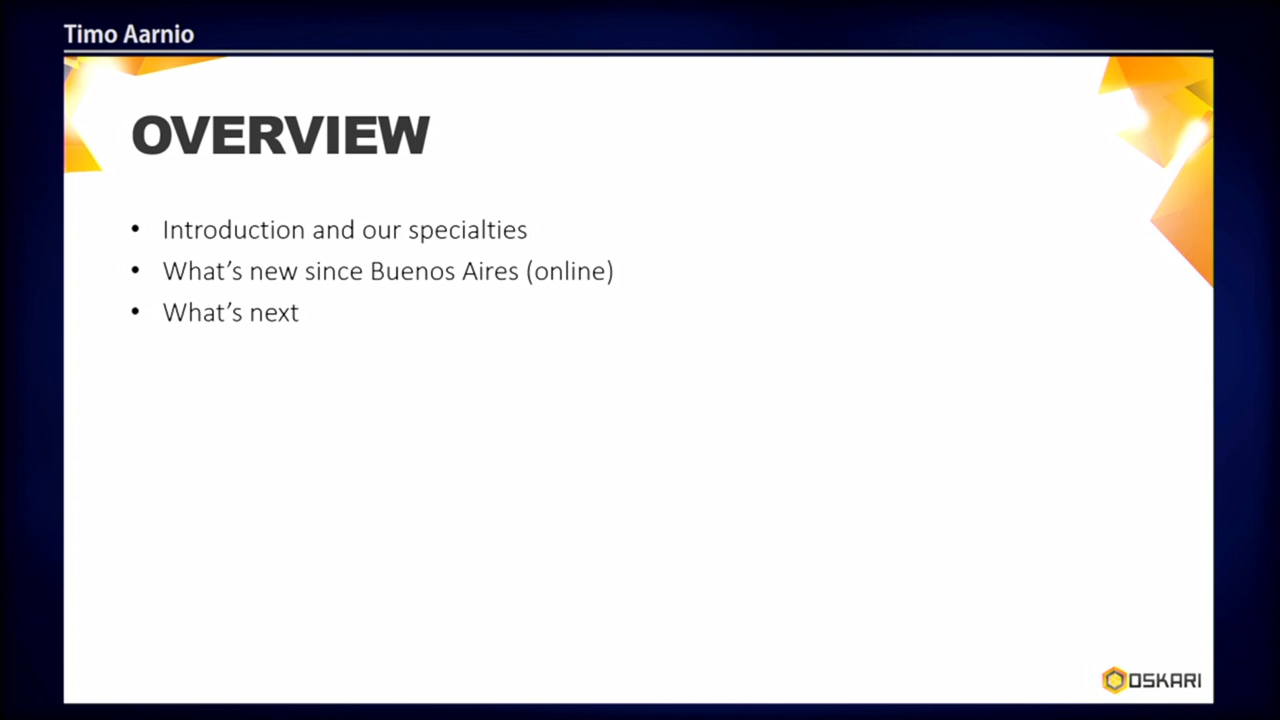 Timo Aarnio
OVERVIEW
• Introduction and our specialties
• What's new since Buenos Aires (online)
• What's next
OSKARI